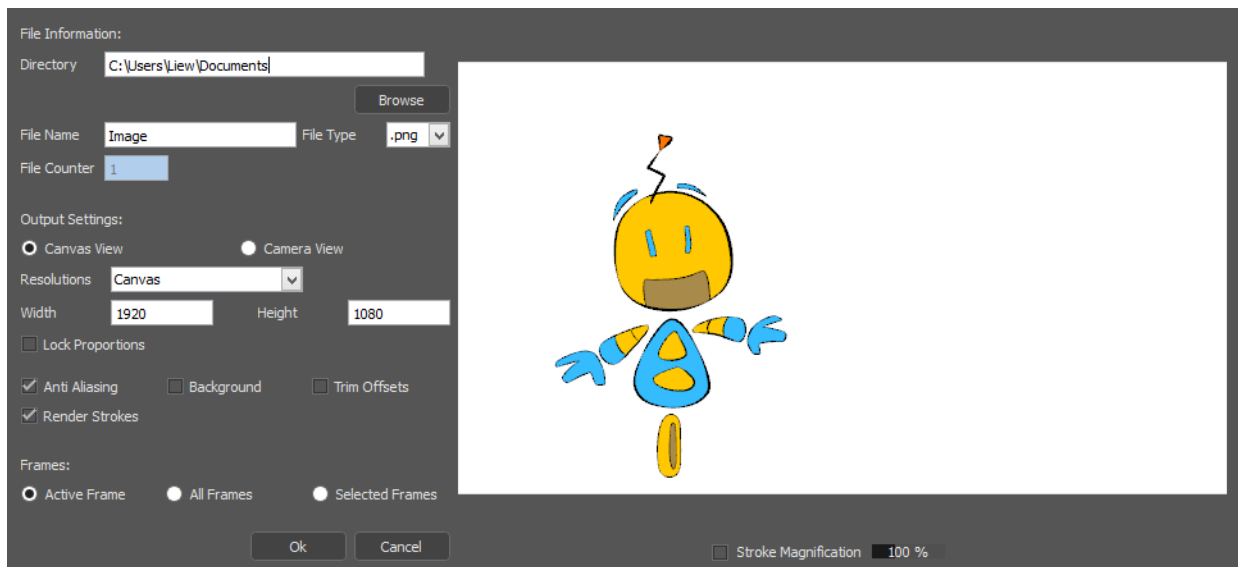 File Information:
Directory C:\Users\Liew\Documents
Browse
File Name Image File Type .png
File Counter 1
Output Settings:
Canvas View Camera View
Resolutions Canvas
Width 1920 Height 1080
Lock Proportions
Anti Aliasing Background Trim Offsets
Render Strokes
Frames:
Active Frame All Frames Selected Frames
Ok Cancel
Stroke Magnification 100 %